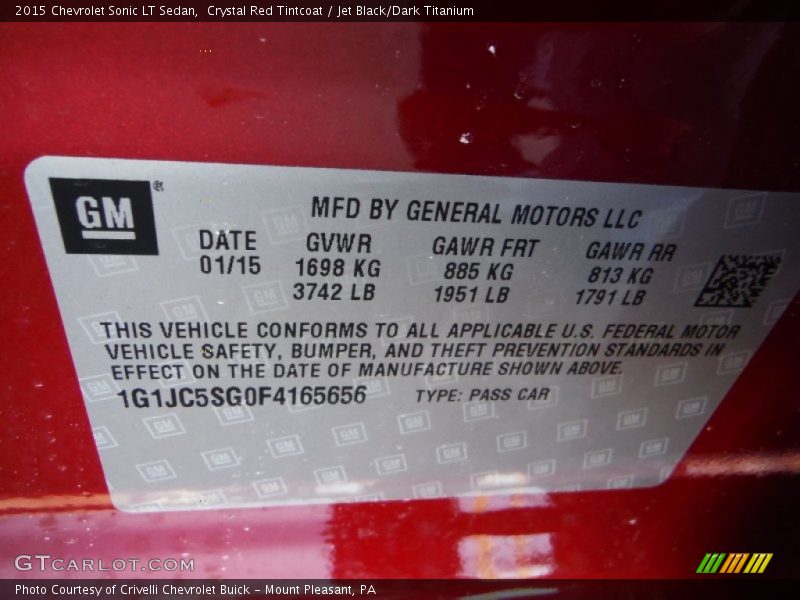 2015 Chevrolet Sonic LT Sedan, Crystal Red Tintcoat / Jet Black/Dark Titanium
GM®
MFD BY GENERAL MOTORS LLC
DATE GVWR GAWR FRT GAWR RR
01/15 1698 KG 885 KG 813 KG
3742 LB 1951 LB 1791 LB
THIS VEHICLE CONFORMS TO ALL APPLICABLE U.S. FEDERAL MOTOR
VEHICLE SAFETY, BUMPER, AND THEFT PREVENTION STANDARDS IN
EFFECT ON THE DATE OF MANUFACTURE SHOWN ABOVE.
1G1JC5SG0F4165656 TYPE: PASS CAR
GTCARLOT.COM
Photo Courtesy of Crivelli Chevrolet Buick - Mount Pleasant, PA